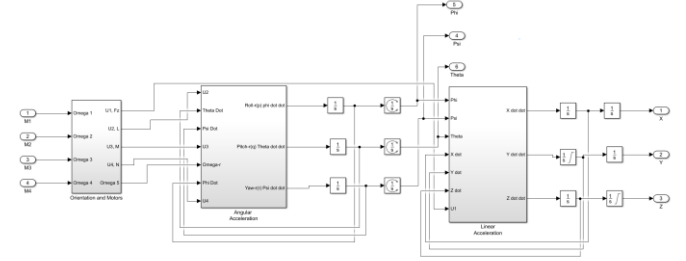 5
Phi
4
Psi
6
Theta
1
M1
2
M2
3
M3
4
M4
Omega 1
Omega 2
Omega 3
Omega 4
U1, Fz
U2, L
U3, M
U4, N
Omega 5
Orientation and Motors
U2
Theta Dot
Psi Dot
U3
Omega-r
Phi Dot
U4
Roll-r(q) phi dot dot
Pitch-r(q) Theta dot dot
Yaw-r(r) Psi dot dot
Angular
Acceleration
Phi
Psi
Theta
X dot
Y dot
Z dot
U1
X dot dot
Y dot dot
Z dot dot
Linear
Acceleration
1
X
2
Y
3
Z